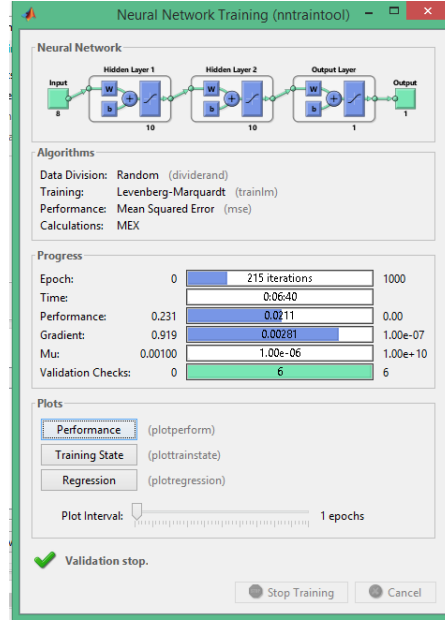 Neural Network Training (nntraintool)
Neural Network
Hidden Layer 1 Hidden Layer 2 Output Layer
Input Output
W W W
b b b
8 10 10 1 1
Algorithms
Data Division: Random (dividerand)
Training: Levenberg-Marquardt (trainlm)
Performance: Mean Squared Error (mse)
Calculations: MEX
Progress
Epoch: 0 215 iterations 1000
Time: 0:06:40
Performance: 0.231 0.0211 0.00
Gradient: 0.919 0.00281 1.00e-07
Mu: 0.00100 1.00e-06 1.00e+10
Validation Checks: 0 6 6
Plots
Performance (plotperform)
Training State (plottrainstate)
Regression (plotregression)
Plot Interval: 1 epochs
Validation stop.
Stop Training Cancel